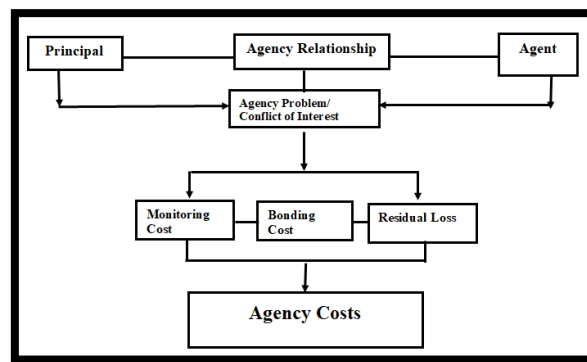 Principal
Agency Relationship
Agent
Agency Problem/
Conflict of Interest
Monitoring
Cost
Bonding
Cost
Residual Loss
Agency Costs